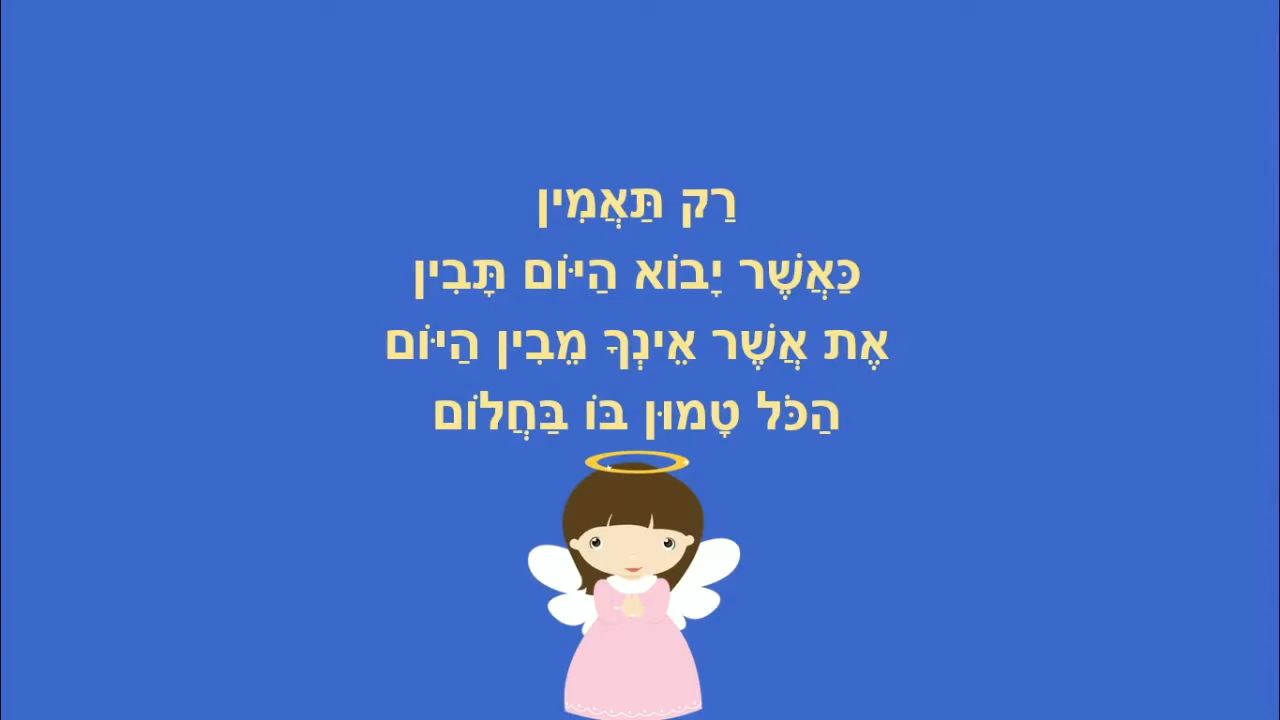 רַק תַּאֲמִין
כַּאֲשֶׁר יָבוֹא הַיּוֹם תָּבִין
אֶת אֲשֶׁר אֵינְךָ מֵבִין הַיּוֹם
הַכֹּל טָמוּן בּוֹ בַּחֲלוֹם